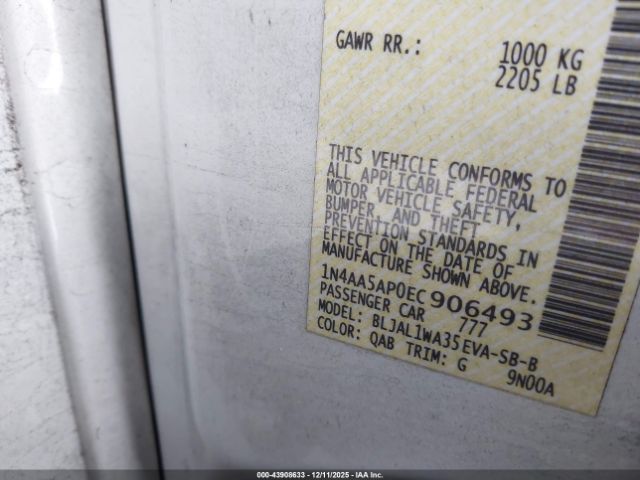 GAWR RR.: 1000 KG
2205 LB
THIS VEHICLE CONFORMS TO
ALL APPLICABLE FEDERAL
MOTOR VEHICLE SAFETY,
BUMPER, AND THEFT
PREVENTION STANDARDS IN
EFFECT ON THE DATE OF
MANUFACTURE SHOWN ABOVE.
1N4AA5AP0EC906493
PASSENGER CAR 777
MODEL: BLJAL1WA35EVA-SB-B
COLOR: QAB TRIM: G 9N00A
000-43908633 - 12/11/2025 - IAA Inc.